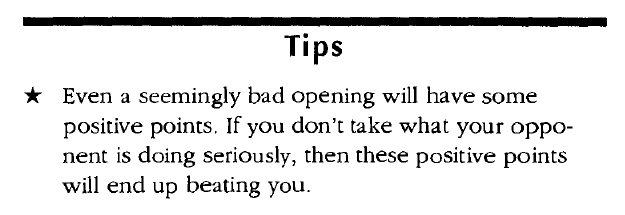 Tips
★ Even a seemingly bad opening will have some
positive points. If you don't take what your oppo-
nent is doing seriously, then these positive points
will end up beating you.